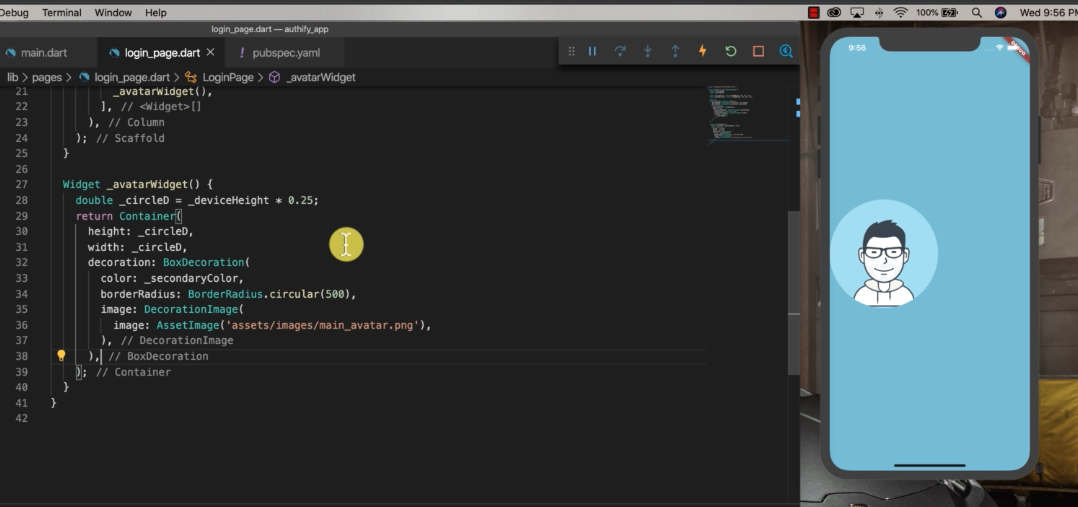 Debug Terminal Window Help
100%
Wed 9:56 PM
login_page.dart — authify_app
main.dart
login_page.dart
! pubspec.yaml
lib > pages > login_page.dart > LoginPage > _avatarWidget
21 _avatarWidget(),
22 ], // <Widget>[]
23 ), // Column
24 ); // Scaffold
25 }
26
27 Widget _avatarWidget() {
28 double _circleD = _deviceHeight * 0.25;
29 return Container(
30 height: _circleD,
31 width: _circleD,
32 decoration: BoxDecoration(
33 color: _secondaryColor,
34 borderRadius: BorderRadius.circular(500),
35 image: DecorationImage(
36 image: AssetImage('assets/images/main_avatar.png'),
37 ), // DecorationImage
38 ), // BoxDecoration
39 ); // Container
40 }
41 }
42
9:56
DEBUG